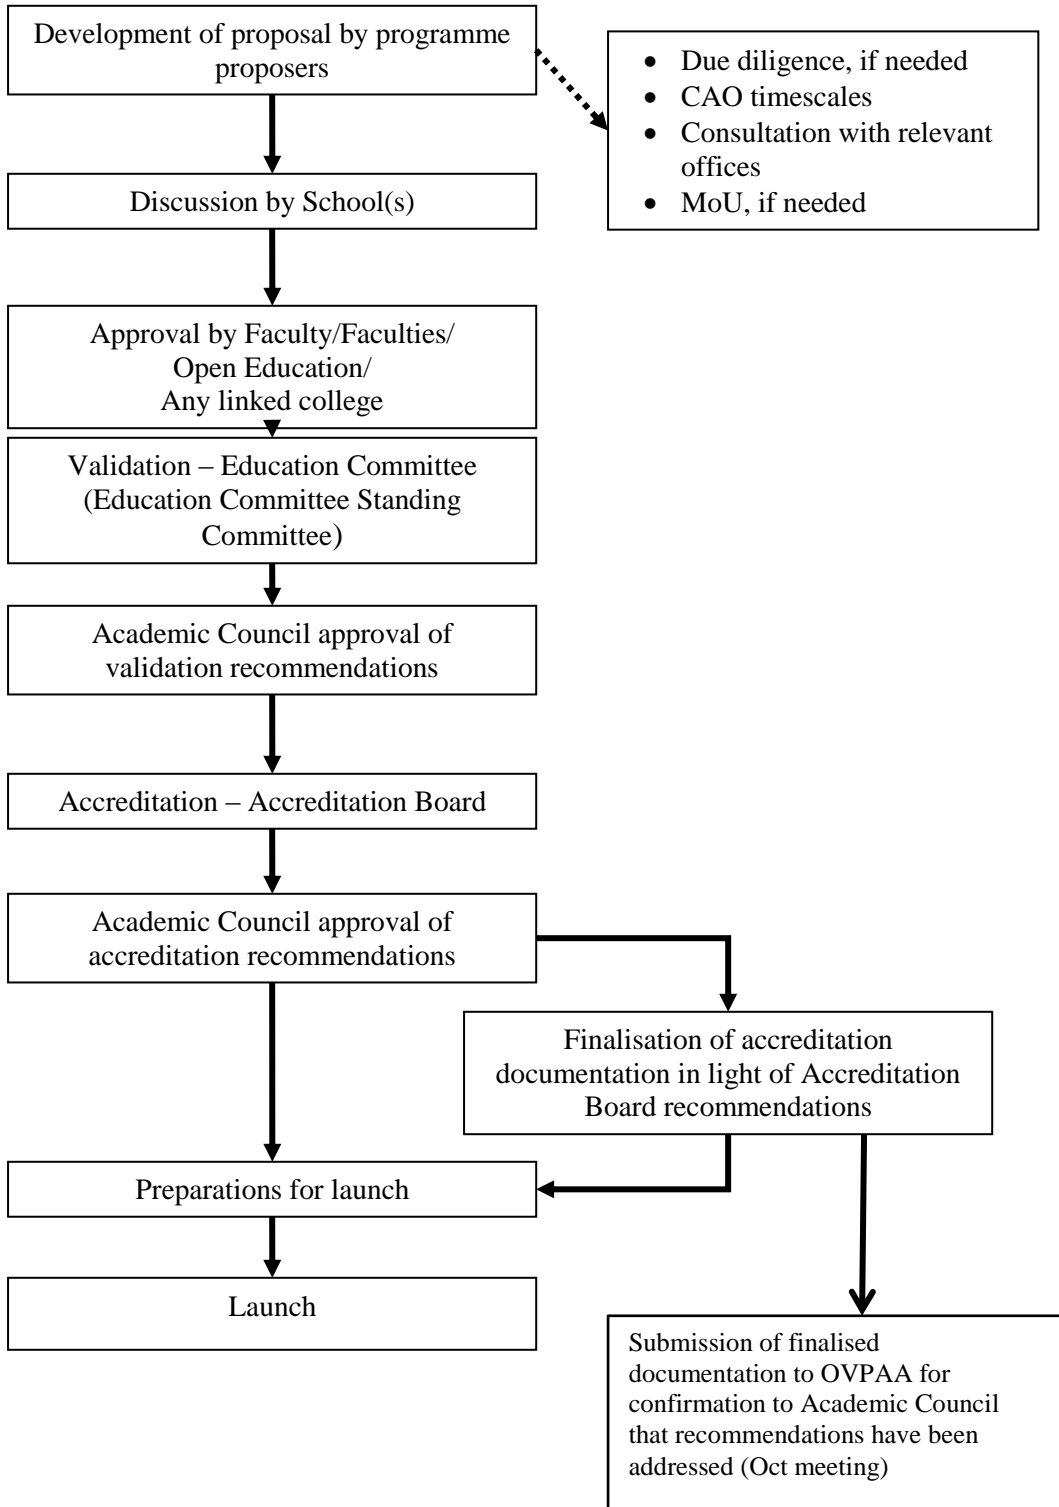 Development of proposal by programme
proposers
• Due diligence, if needed
• CAO timescales
• Consultation with relevant
offices
• MoU, if needed
Discussion by School(s)
Approval by Faculty/Faculties/
Open Education/
Any linked college
Validation – Education Committee
(Education Committee Standing
Committee)
Academic Council approval of
validation recommendations
Accreditation – Accreditation Board
Academic Council approval of
accreditation recommendations
Finalisation of accreditation
documentation in light of Accreditation
Board recommendations
Preparations for launch
Launch
Submission of finalised
documentation to OVPAA for
confirmation to Academic Council
that recommendations have been
addressed (Oct meeting)